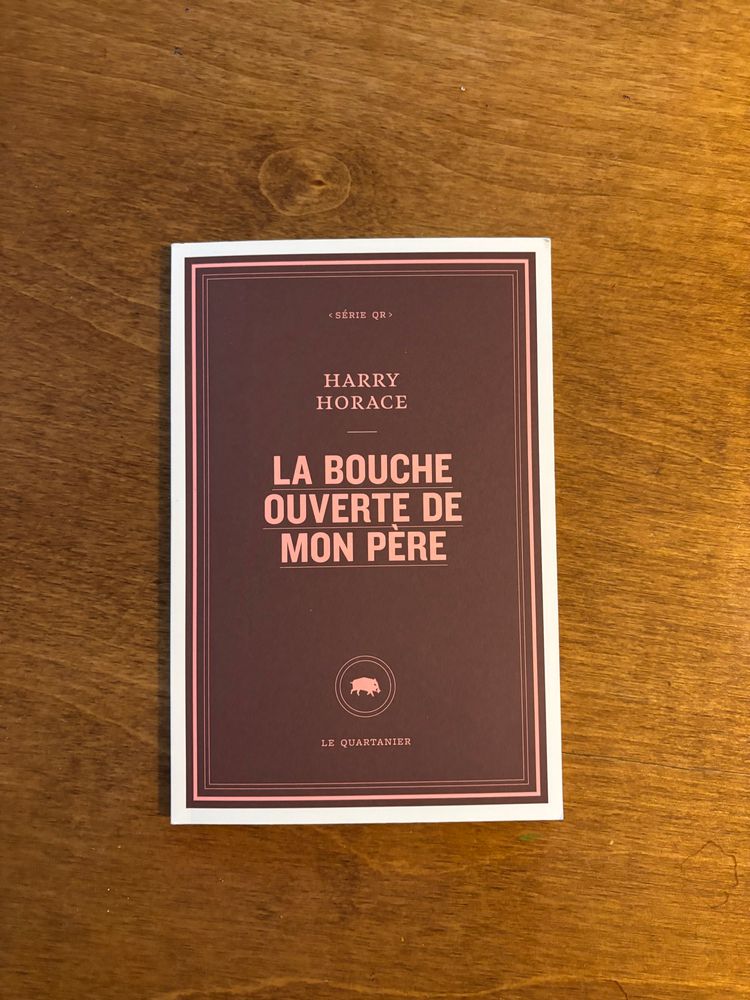 ‹ SÉRIE QR ›
HARRY
HORACE
LA BOUCHE
OUVERTE DE
MON PÈRE
LE QUARTANIER